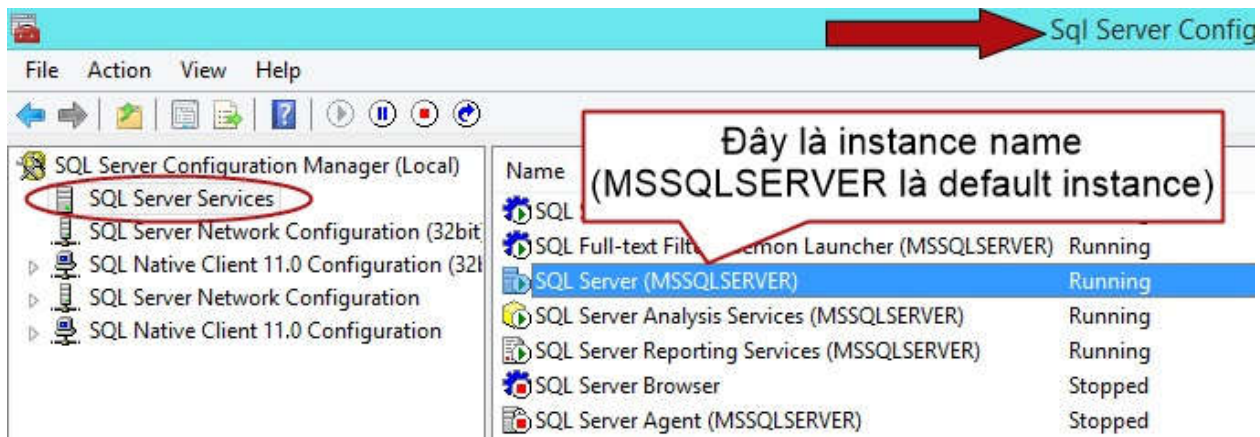 Sql Server Config
File Action View Help
SQL Server Configuration Manager (Local)
SQL Server Services
SQL Server Network Configuration (32bit
SQL Native Client 11.0 Configuration (32
SQL Server Network Configuration
SQL Native Client 11.0 Configuration
Đây là instance name
(MSSQLSERVER là default instance)
Name
SQL
SQL Full-text Launcher (MSSQLSERVER) Running
SQL Server (MSSQLSERVER) Running
SQL Server Analysis Services (MSSQLSERVER) Running
SQL Server Reporting Services (MSSQLSERVER) Running
SQL Server Browser Stopped
SQL Server Agent (MSSQLSERVER) Stopped